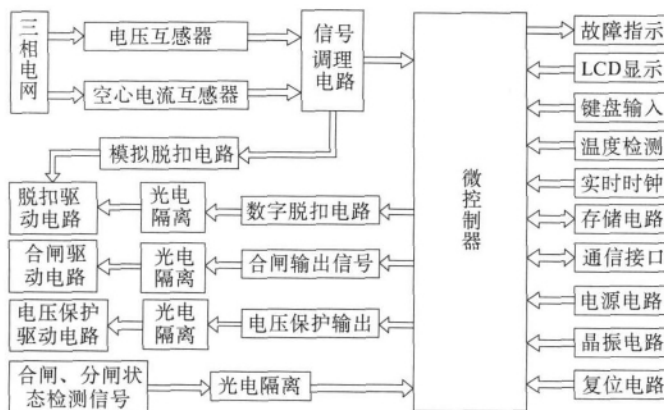 三相电网
电压互感器
空心电流互感器
信号
调理
电路
模拟脱扣电路
脱扣驱
动电路
光电
隔离
数字脱扣电路
合闸驱
动电路
光电
隔离
合闸输出信号
电压保护
驱动电路
光电
隔离
电压保护输出
合闸、分闸状
态检测信号
光电隔离
微控制器
故障指示
LCD显示
键盘输入
温度检测
实时时钟
存储电路
通信接口
电源电路
晶振电路
复位电路